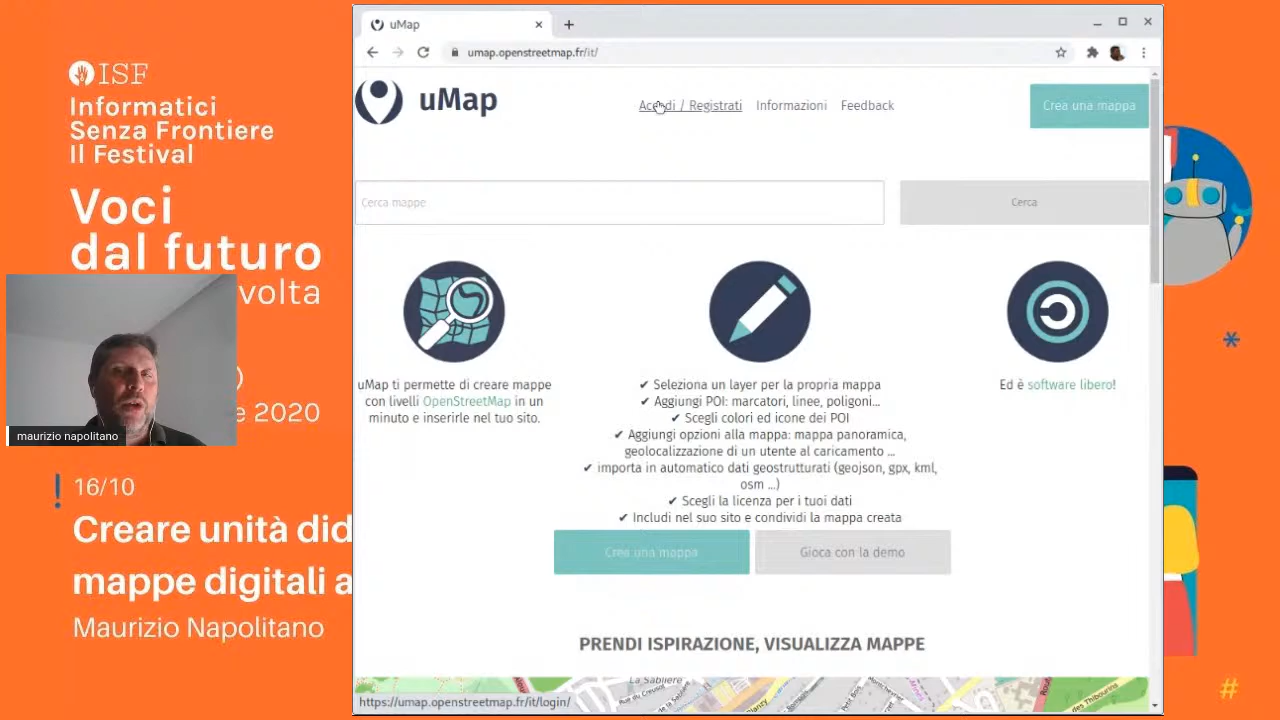 ISF
Informatici
Senza Frontiere
Il Festival
Voci
dal futuro
volta
)
e 2020
maurizio napolitano
16/10
Creare unità did
mappe digitali a
Maurizio Napolitano
uMap
umap.openstreetmap.fr/it/
uMap
Accedi / Registrati Informazioni Feedback
Crea una mappa
Cerca mappe
Cerca
uMap ti permette di creare mappe
con livelli OpenStreetMap in un
minuto e inserirle nel tuo sito.
✔ Seleziona un layer per la propria mappa
✔ Aggiungi POI: marcatori, linee, poligoni...
✔ Scegli colori ed icone dei POI
✔ Aggiungi opzioni alla mappa: mappa panoramica,
geolocalizzazione di un utente al caricamento ...
✔ importa in automatico dati geostrutturati (geojson, gpx, kml,
osm ...)
✔ Scegli la licenza per i tuoi dati
✔ Includi nel suo sito e condividi la mappa creata
Ed è software libero!
Crea una mappa
Gioca con la demo
PRENDI ISPIRAZIONE, VISUALIZZA MAPPE
La Sablière
https://umap.openstreetmap.fr/it/login/
#